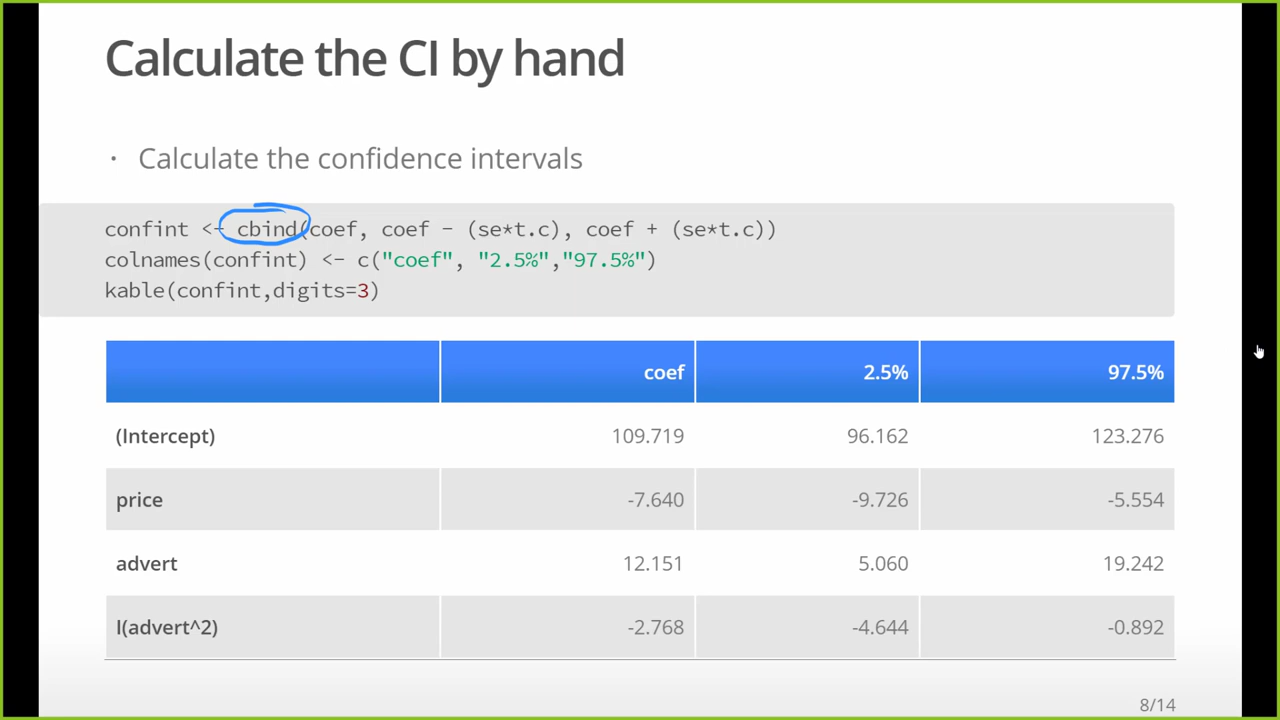 Calculate the CI by hand
· Calculate the confidence intervals
confint <- cbind(coef, coef - (se*t.c), coef + (se*t.c))
colnames(confint) <- c("coef", "2.5%","97.5%")
kable(confint,digits=3)
coef 2.5% 97.5%
(Intercept) 109.719 96.162 123.276
price -7.640 -9.726 -5.554
advert 12.151 5.060 19.242
I(advert^2) -2.768 -4.644 -0.892
8/14